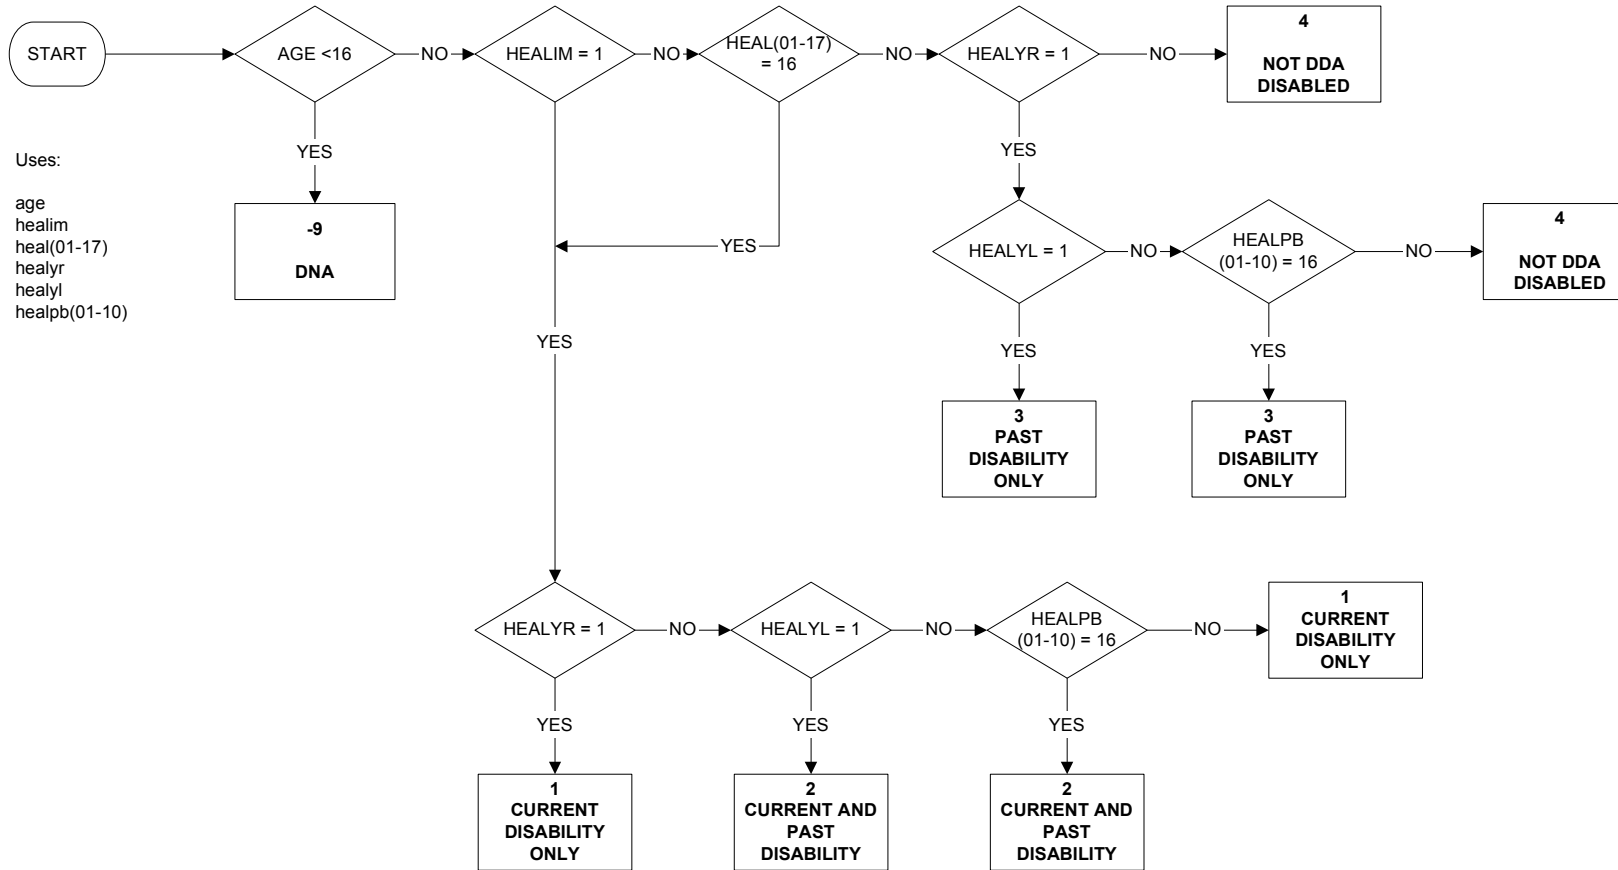 START
AGE <16
NO
HEALIM = 1
NO
HEAL(01-17)
= 16
NO
HEALYR = 1
NO
4
NOT DDA
DISABLED
YES
YES
Uses:
age
healim
heal(01-17)
healyr
healyl
healpb(01-10)
-9
DNA
YES
HEALYL = 1
NO
HEALPB
(01-10) = 16
NO
4
NOT DDA
DISABLED
YES
YES
YES
3
PAST
DISABILITY
ONLY
3
PAST
DISABILITY
ONLY
HEALYR = 1
NO
HEALYL = 1
NO
HEALPB
(01-10) = 16
NO
1
CURRENT
DISABILITY
ONLY
YES
YES
YES
1
CURRENT
DISABILITY
ONLY
2
CURRENT AND
PAST
DISABILITY
2
CURRENT AND
PAST
DISABILITY